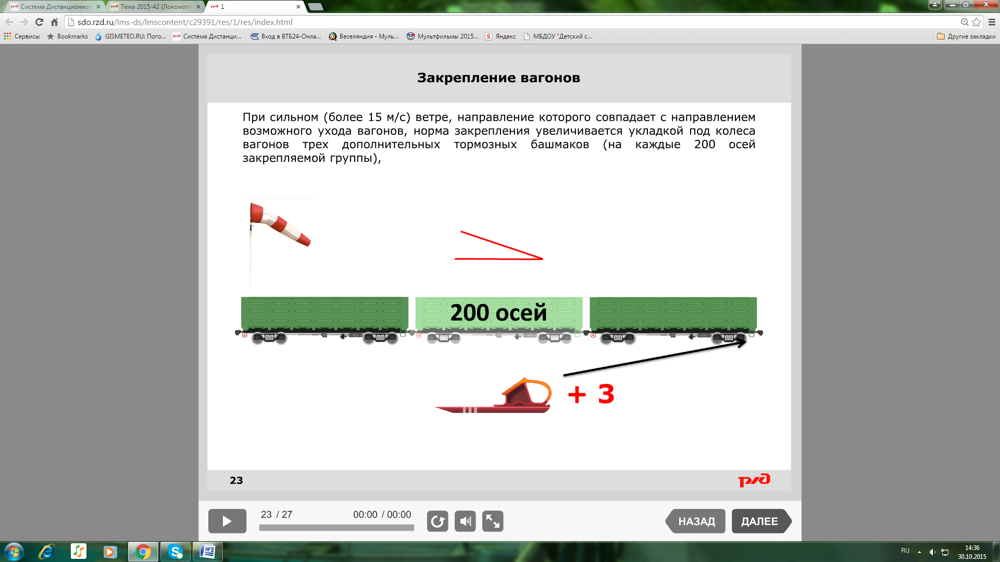 Система Дистанционног
Тема 2015-42 (Локомоти
1
sdo.rzd.ru/lms-ds/lmscontent/c29391/res/1/res/index.html
Сервисы
Bookmarks
GISMETEO.RU: Пого...
Система Дистанци...
Вход в ВТБ24-Онла...
Веселяндия - Муль...
Мультфильмы 2015...
Яндекс
МБДОУ "Детский с...
Другие закладки
Закрепление вагонов
При сильном (более 15 м/с) ветре, направление которого совпадает с направлением
возможного ухода вагонов, норма закрепления увеличивается укладкой под колеса
вагонов трех дополнительных тормозных башмаков (на каждые 200 осей
закрепляемой группы),
200 осей
+ 3
23
ржд
23 / 27
00:00 / 00:00
НАЗАД
ДАЛЕЕ
RU
14:36
30.10.2015